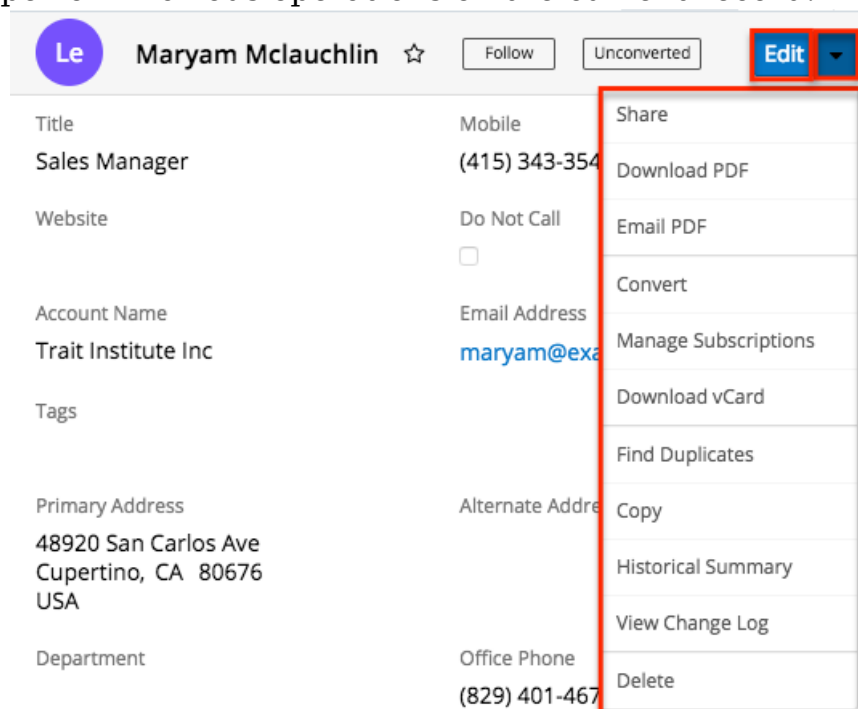 Le
Maryam Mclauchlin
Follow
Unconverted
Edit
Title
Sales Manager
Mobile
(415) 343-354
Website
Do Not Call
Account Name
Trait Institute Inc
Email Address
maryam@exa
Tags
Primary Address
48920 San Carlos Ave
Cupertino, CA 80676
USA
Alternate Addre
Department
Office Phone
(829) 401-467
Share
Download PDF
Email PDF
Convert
Manage Subscriptions
Download vCard
Find Duplicates
Copy
Historical Summary
View Change Log
Delete